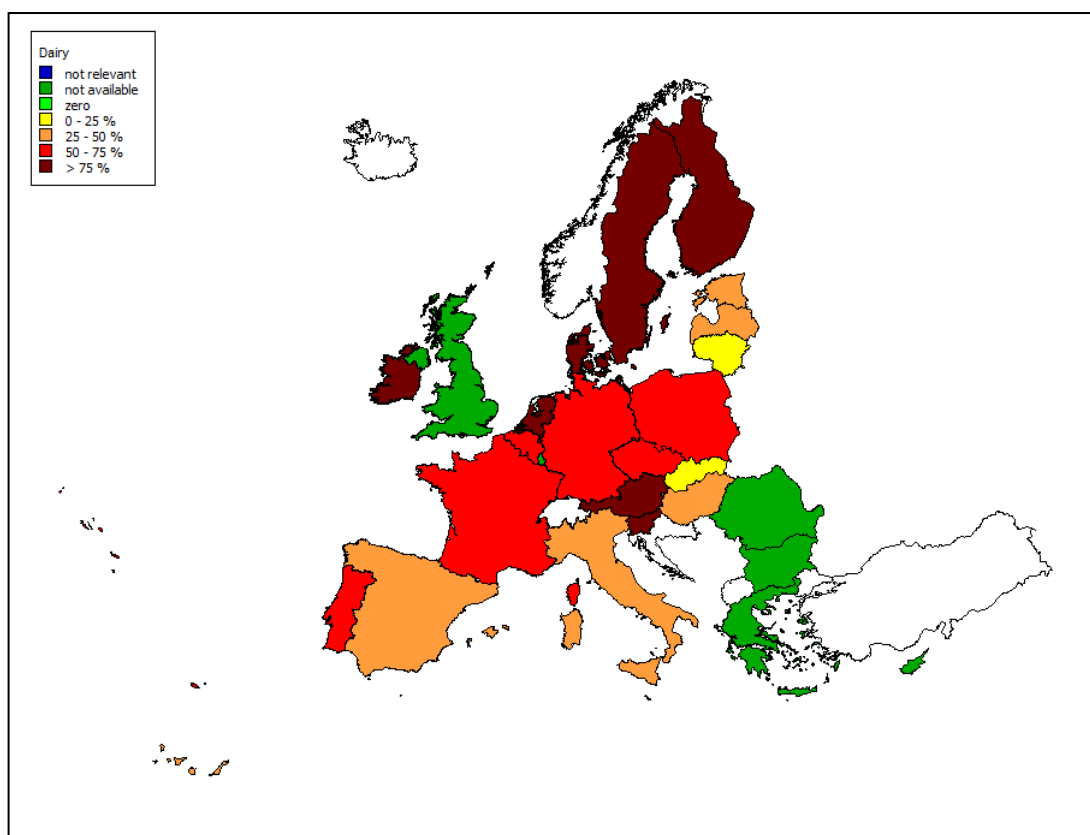 Dairy
not relevant
not available
zero
0 - 25 %
25 - 50 %
50 - 75 %
> 75 %